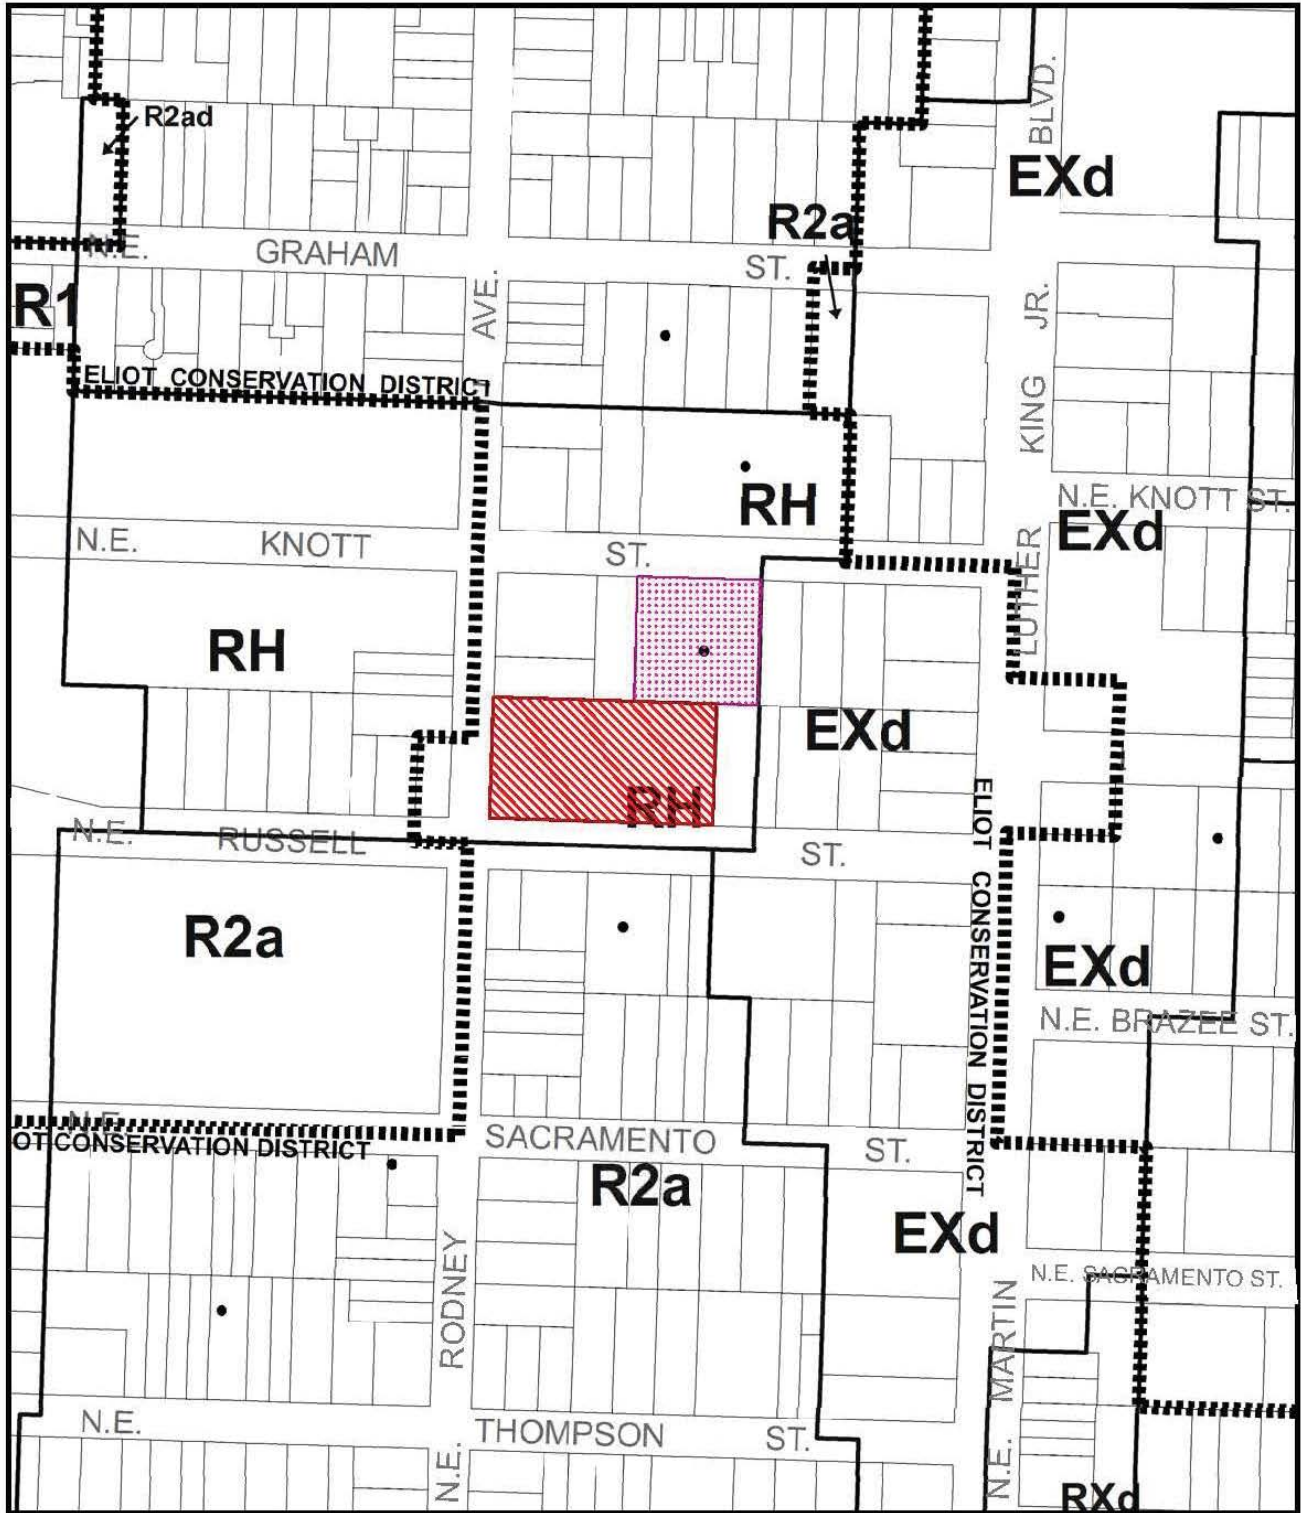 BLVD.
R2ad
EXd
R2a
N.E. GRAHAM ST.
R1
AVE.
JR.
ELIOT CONSERVATION DISTRICT
KING
RH
N.E. KNOTT ST.
EXd
N.E. KNOTT ST.
LUTHER
RH
EXd
RH
ELIOT CONSERVATION DISTRICT
N.E. RUSSELL ST.
R2a
EXd
N.E. BRAZEE ST.
N.E. SACRAMENTO ST.
OT CONSERVATION DISTRICT
R2a
EXd
N.E. SACRAMENTO ST.
RODNEY
MARTIN
N.E. THOMPSON ST.
N.E.
N.E.
RXd